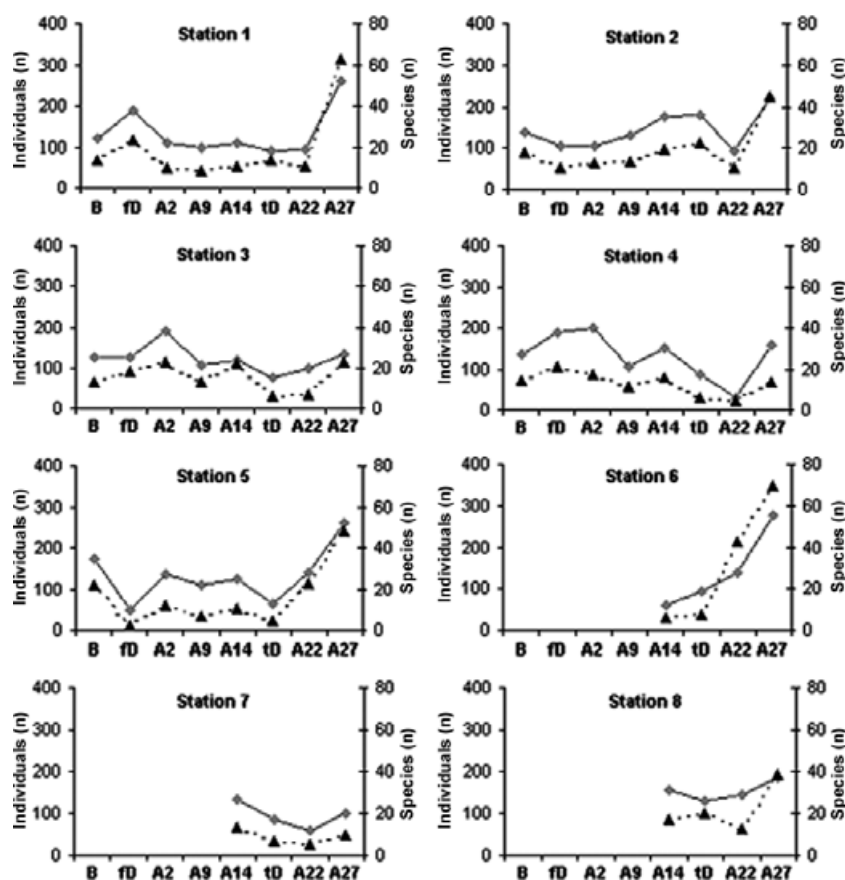 Station 1
Individuals (n)
400
300
200
100
0
80
60
40
20
0
Species (n)
B fD A2 A9 A14 tD A22 A27
Station 2
Individuals (n)
400
300
200
100
0
80
60
40
20
0
Species (n)
B fD A2 A9 A14 tD A22 A27
Station 3
Individuals (n)
400
300
200
100
0
80
60
40
20
0
Species (n)
B fD A2 A9 A14 tD A22 A27
Station 4
Individuals (n)
400
300
200
100
0
80
60
40
20
0
Species (n)
B fD A2 A9 A14 tD A22 A27
Station 5
Individuals (n)
400
300
200
100
0
80
60
40
20
0
Species (n)
B fD A2 A9 A14 tD A22 A27
Station 6
Individuals (n)
400
300
200
100
0
80
60
40
20
0
Species (n)
B fD A2 A9 A14 tD A22 A27
Station 7
Individuals (n)
400
300
200
100
0
80
60
40
20
0
Species (n)
B fD A2 A9 A14 tD A22 A27
Station 8
Individuals (n)
400
300
200
100
0
80
60
40
20
0
Species (n)
B fD A2 A9 A14 tD A22 A27